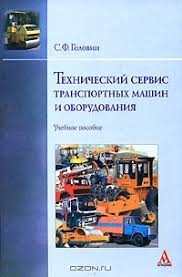 С.Ф. Головин
ТЕХНИЧЕСКИЙ СЕРВИС
ТРАНСПОРТНЫХ МАШИН
И ОБОРУДОВАНИЯ
Учебное пособие
OZON.ru